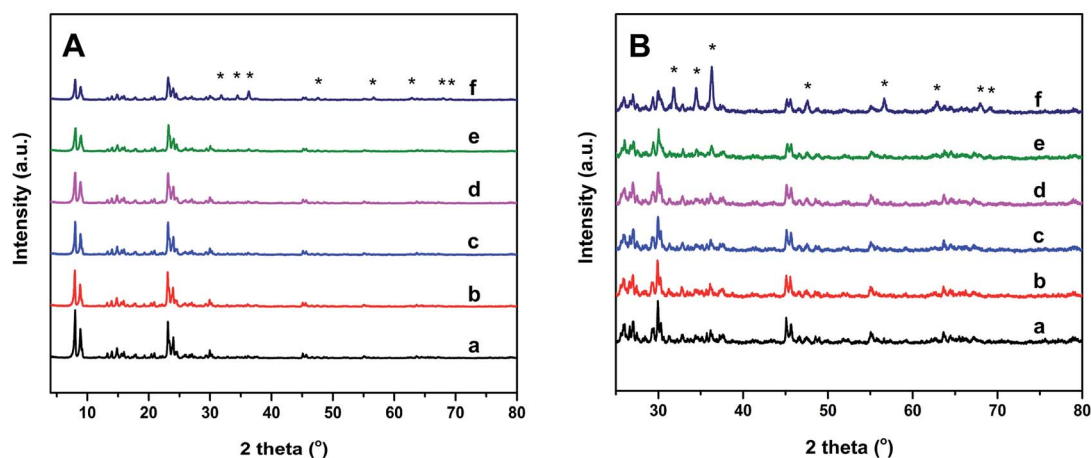 A
* * * * * * * *
f
e
d
c
b
a
Intensity (a.u.)
10 20 30 40 50 60 70 80
2 theta (°)
B
* * * * * * * *
f
e
d
c
b
a
Intensity (a.u.)
30 40 50 60 70 80
2 theta (°)